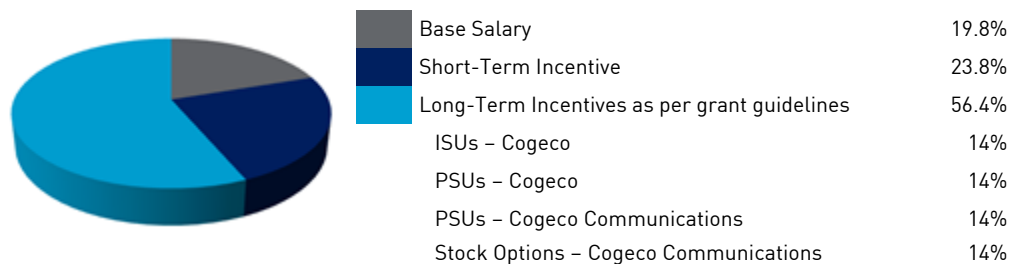 Base Salary 19.8%
Short-Term Incentive 23.8%
Long-Term Incentives as per grant guidelines 56.4%
ISUs – Cogeco 14%
PSUs – Cogeco 14%
PSUs – Cogeco Communications 14%
Stock Options – Cogeco Communications 14%